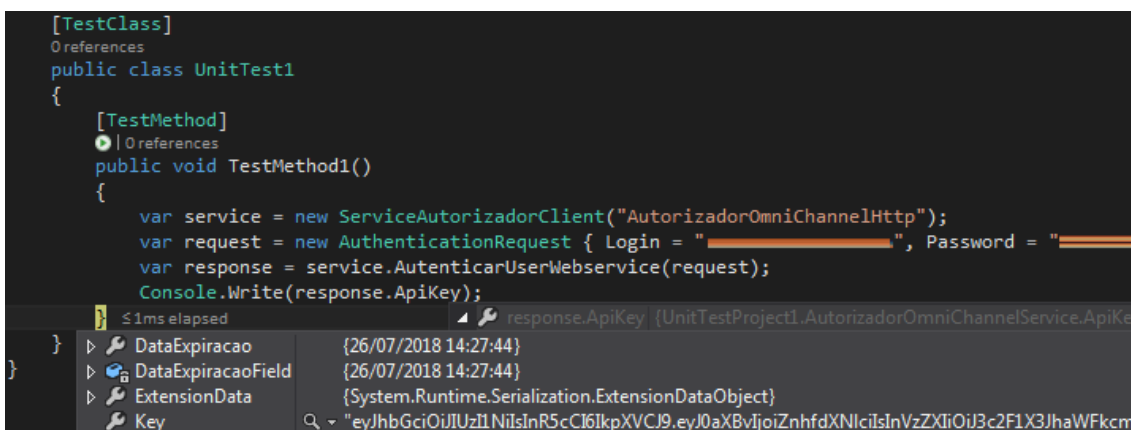 [TestClass]
0 references
public class UnitTest1
{
[TestMethod]
| 0 references
public void TestMethod1()
{
var service = new ServiceAutorizadorClient("AutorizadorOmniChannelHttp");
var request = new AuthenticationRequest { Login = "", Password = "
var response = service.AutenticarUserWebservice(request);
Console.Write(response.ApiKey);
} ≤1ms elapsed response.ApiKey {UnitTestProject1.AutorizadorOmniChannelService.ApiKe
} DataExpiracao {26/07/2018 14:27:44}
} DataExpiracaoField {26/07/2018 14:27:44}
ExtensionData {System.Runtime.Serialization.ExtensionDataObject}
Key